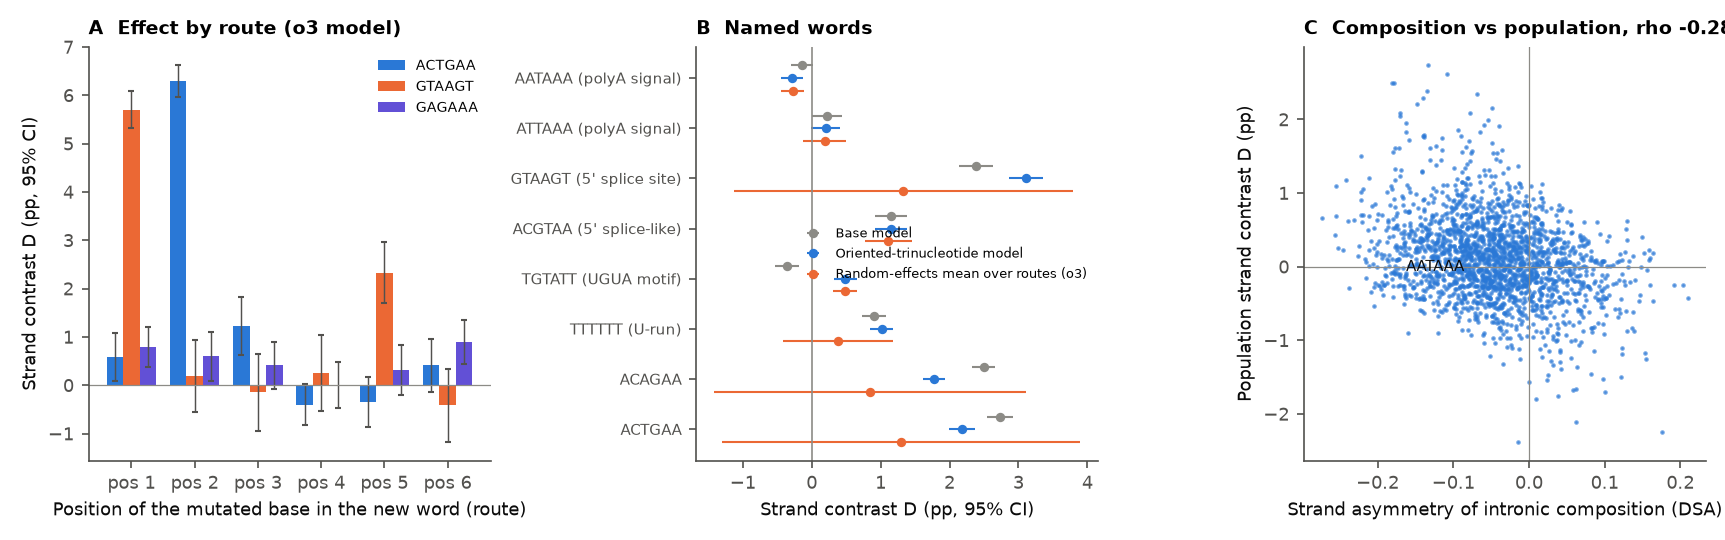 A Effect by route (o3 model)
7
6
5
4
3
2
1
0
−1
Strand contrast D (pp, 95% CI)
ACTGAA
GTAAGT
GAGAAA
pos 1 pos 2 pos 3 pos 4 pos 5 pos 6
Position of the mutated base in the new word (route)
B Named words
AATAAA (polyA signal)
ATTAAA (polyA signal)
GTAAGT (5' splice site)
ACGTAA (5' splice-like)
TGTATT (UGUA motif)
TTTTTT (U-run)
ACAGAA
ACTGAA
Base model
Oriented-trinucleotide model
Random-effects mean over routes (o3)
−1 0 1 2 3 4
Strand contrast D (pp, 95% CI)
C Composition vs population, rho -0.28
2
1
0
−1
−2
Population strand contrast D (pp)
AATAAA
−0.2 −0.1 0.0 0.1 0.2
Strand asymmetry of intronic composition (DSA)